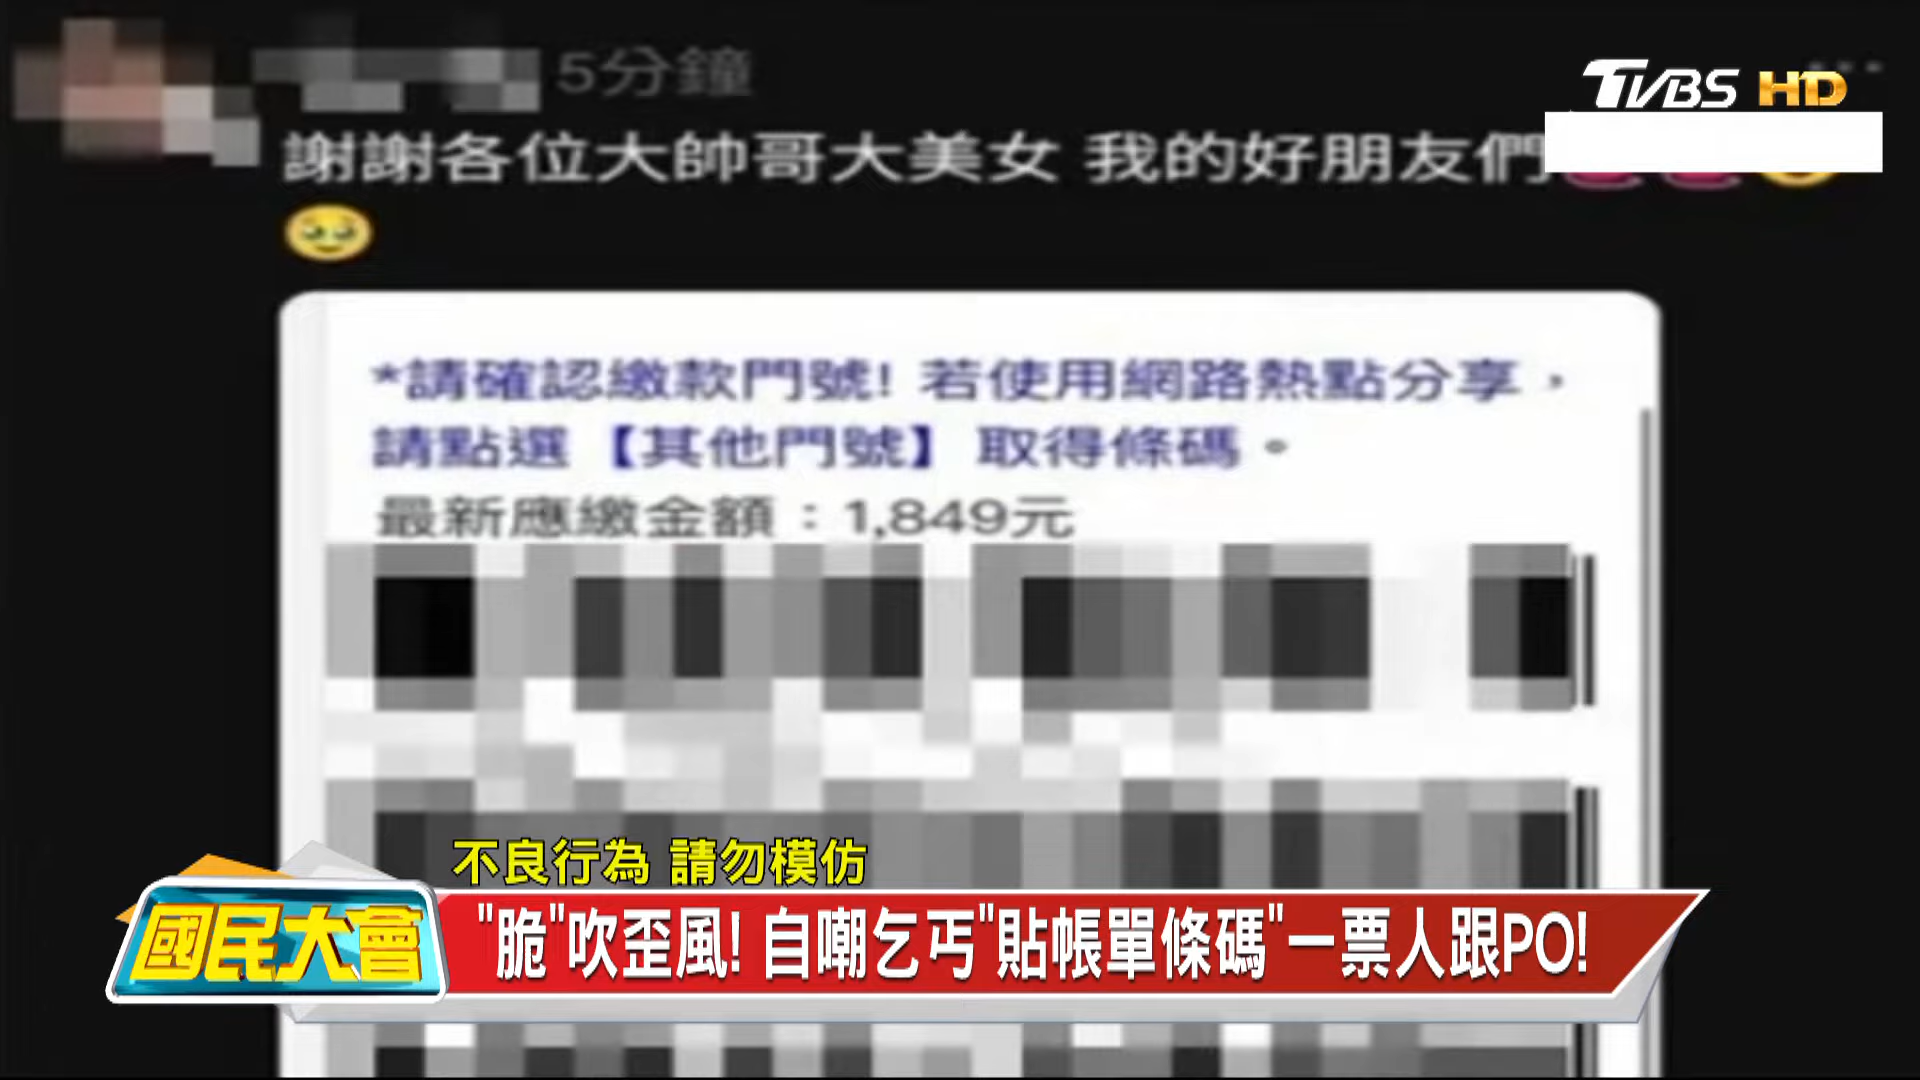 5分鐘
TVBS HD
謝謝各位大帥哥大美女 我的好朋友們
*請確認繳款門號! 若使用網路熱點分享，
請點選【其他門號】取得條碼。
最新應繳金額：1,849元
不良行為 請勿模仿
國民大會
"脆"吹歪風! 自嘲乞丐"貼帳單條碼"一票人跟PO!